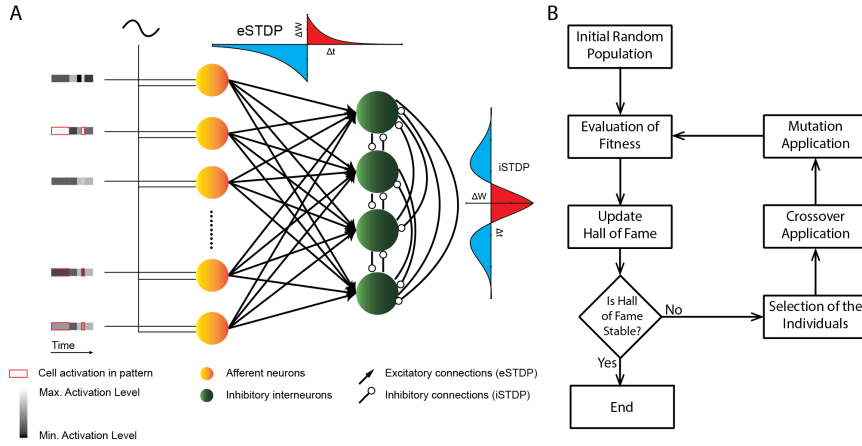 A
eSTDP
ΔW
Δt
iSTDP
ΔW
Δt
Time
Cell activation in pattern
Max. Activation Level
Min. Activation Level
Afferent neurons
Inhibitory interneurons
Excitatory connections (eSTDP)
Inhibitory connections (iSTDP)
B
Initial Random
Population
Evaluation of
Fitness
Update
Hall of Fame
Is Hall
of Fame
Stable?
No
Yes
End
Mutation
Application
Crossover
Application
Selection of the
Individuals